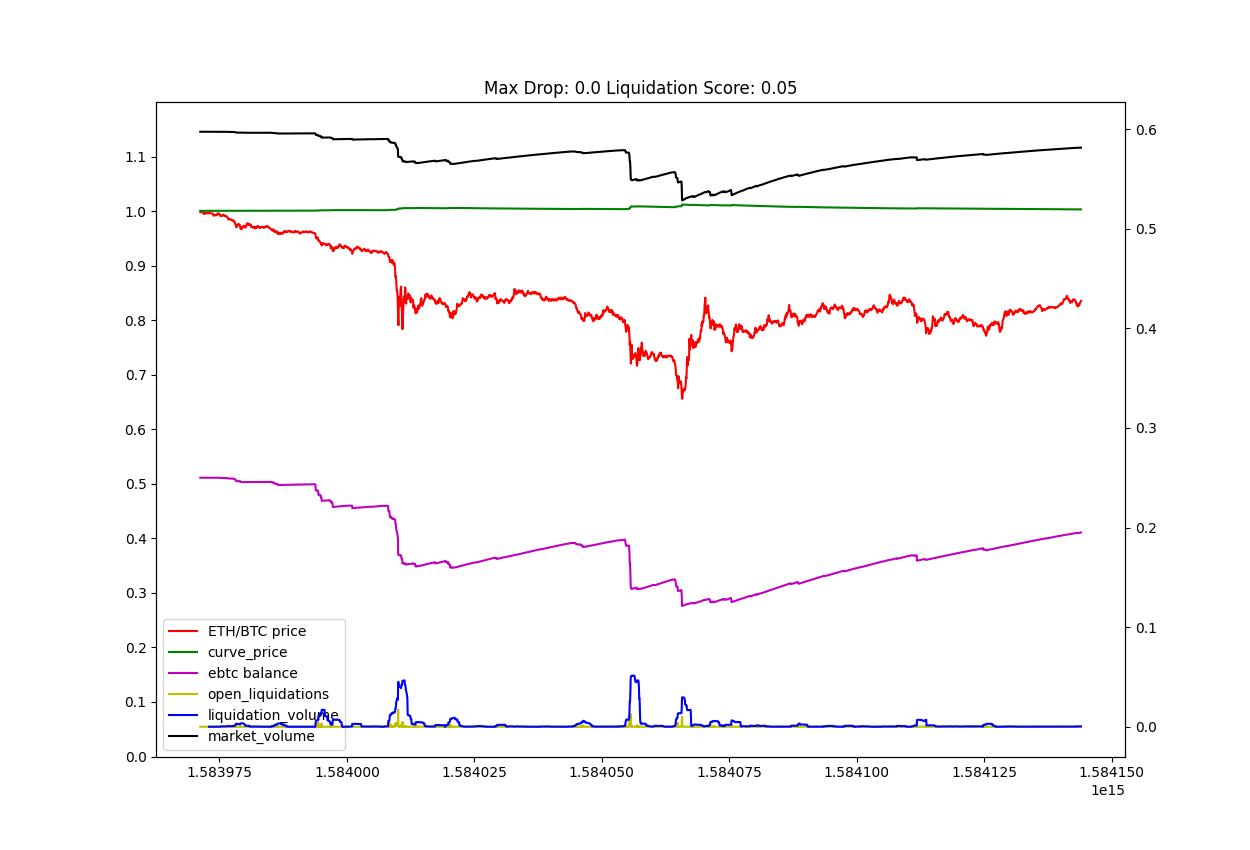 Max Drop: 0.0 Liquidation Score: 0.05
1.1
1.0
0.9
0.8
0.7
0.6
0.5
0.4
0.3
0.2
0.1
0.0
0.6
0.5
0.4
0.3
0.2
0.1
0.0
ETH/BTC price
curve_price
ebtc balance
open_liquidations
liquidation_volume
market_volume
1.583975 1.584000 1.584025 1.584050 1.584075 1.584100 1.584125 1.584150
1e15